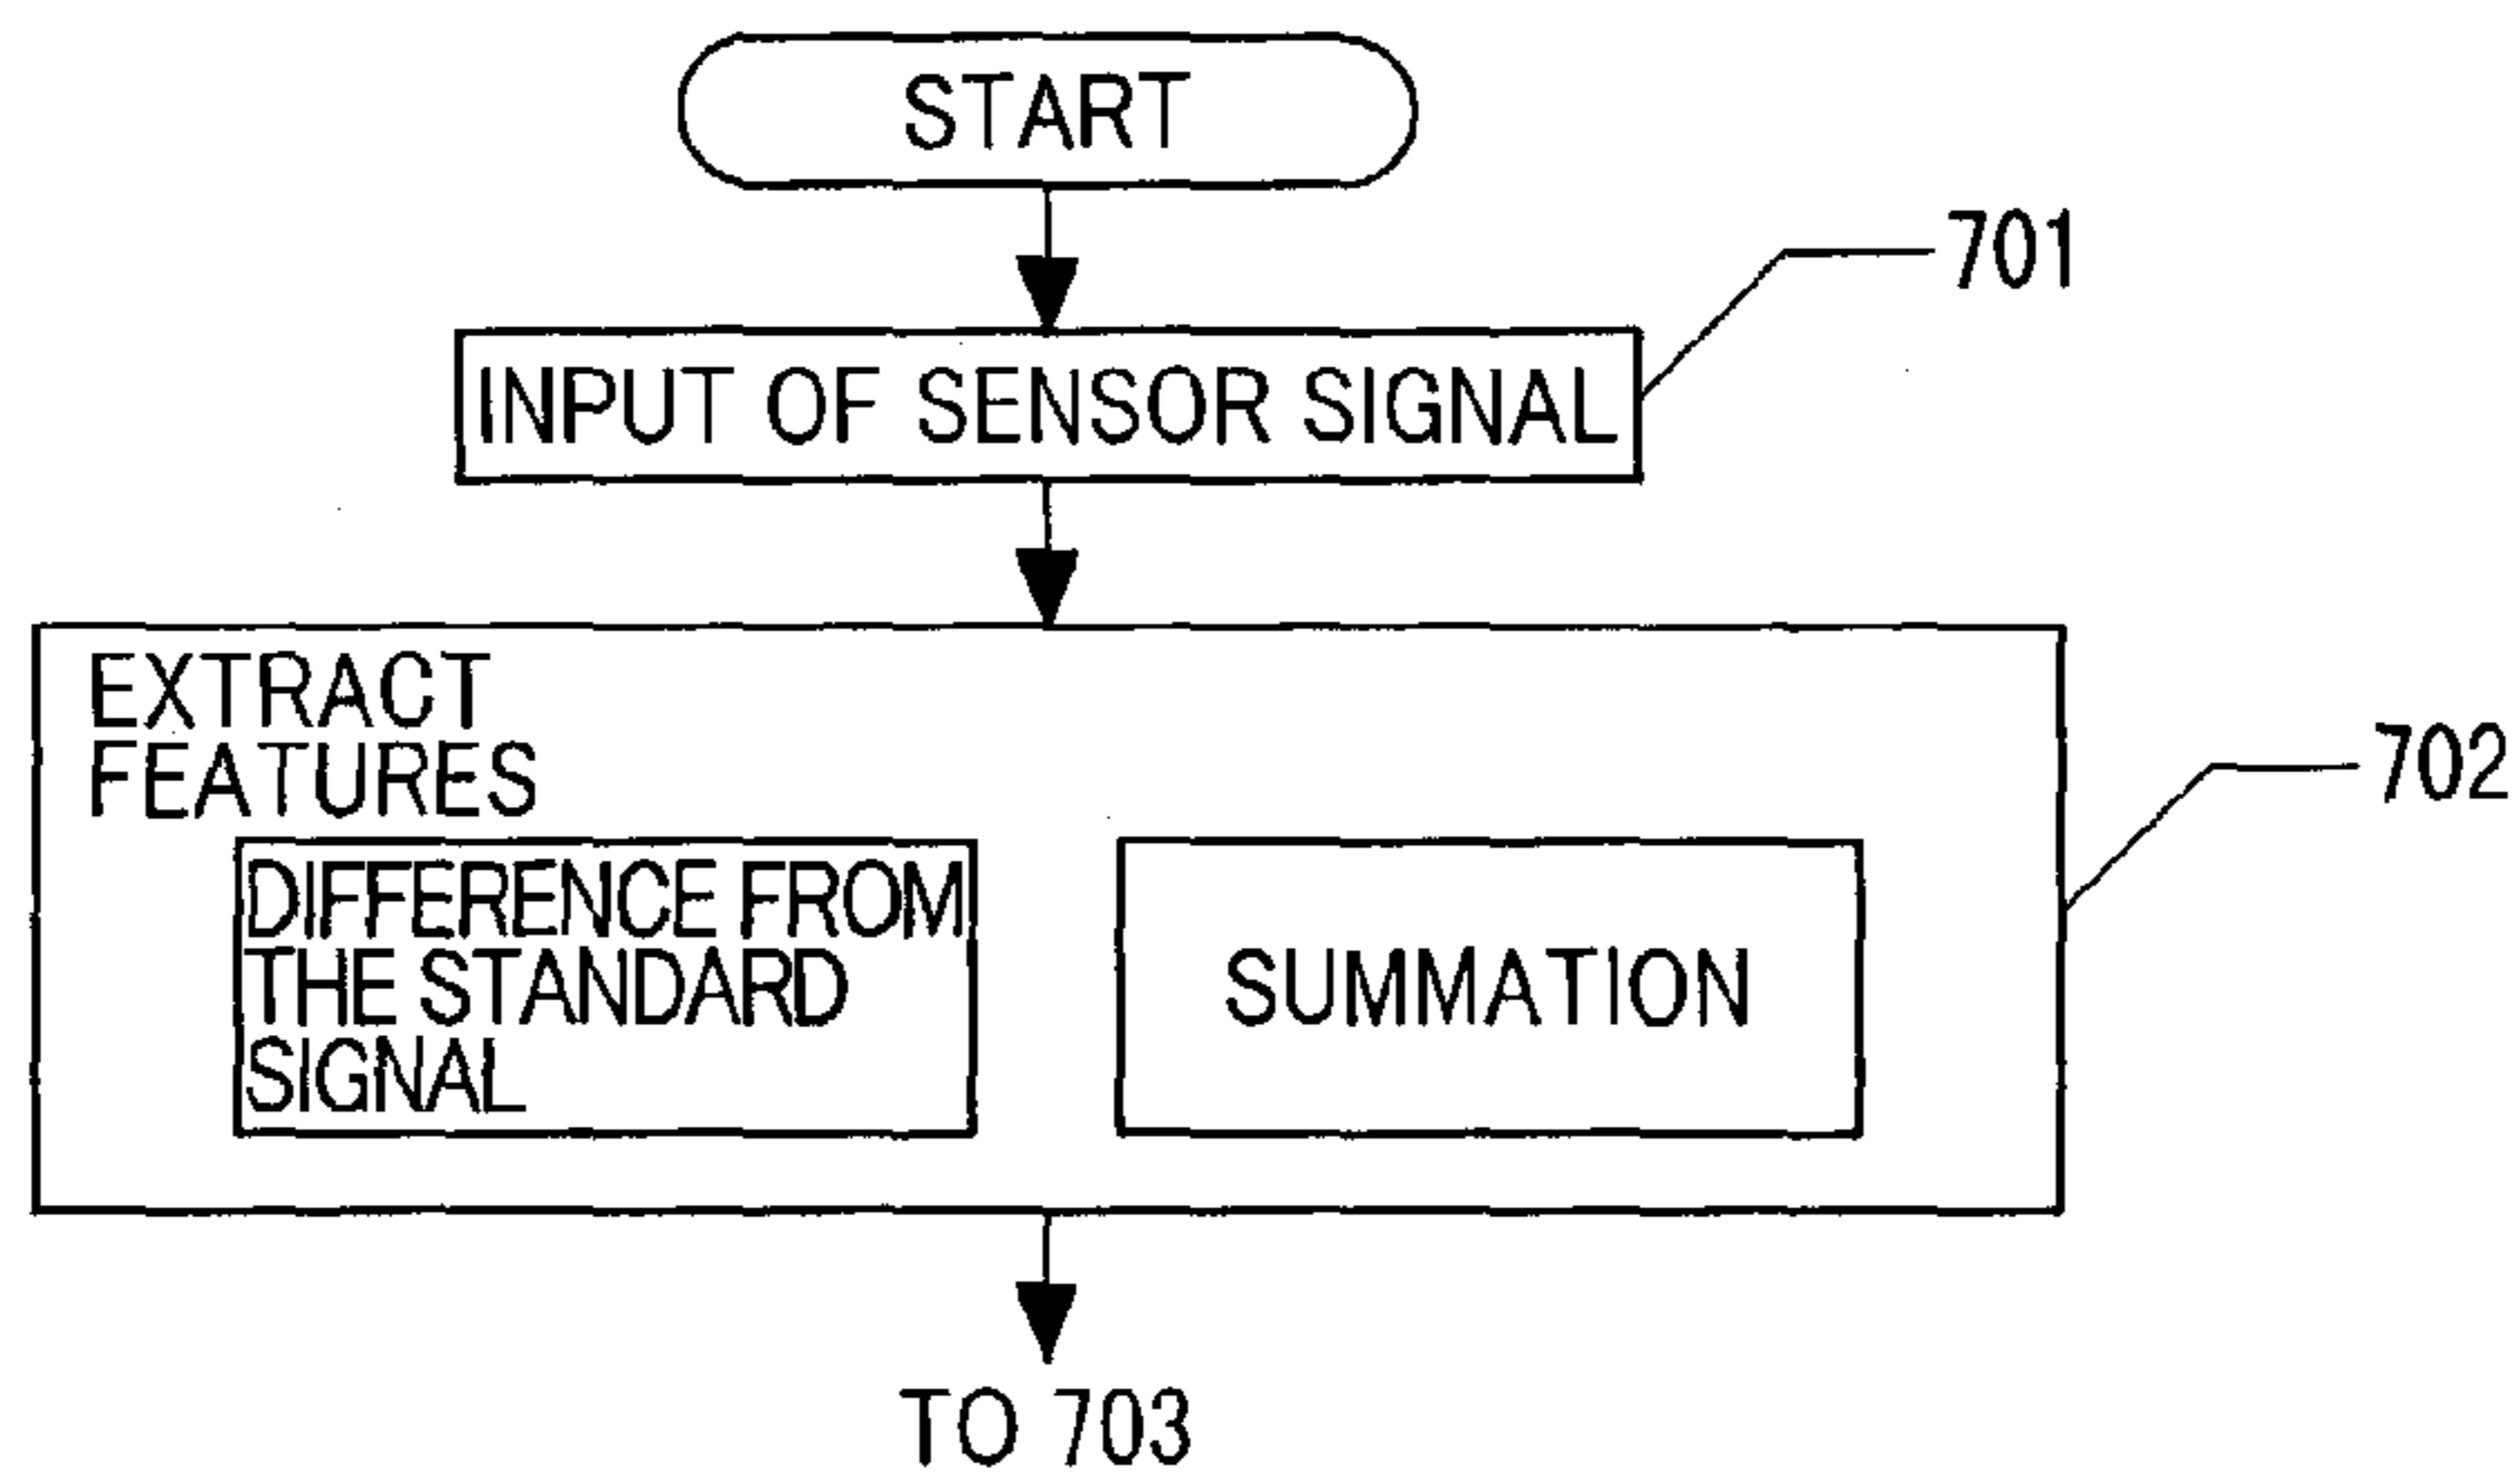 START
701
INPUT OF SENSOR SIGNAL
EXTRACT
FEATURES
702
DIFFERENCE FROM
THE STANDARD
SIGNAL
SUMMATION
TO 703